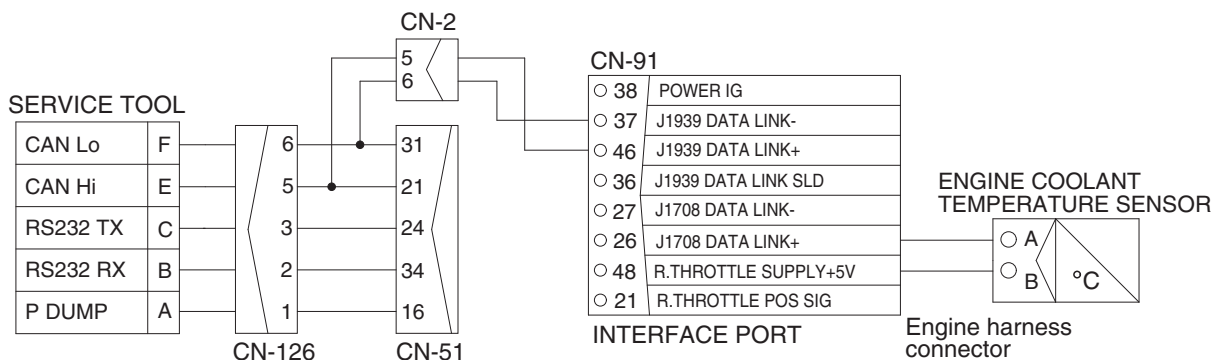 CN-2
5
6
SERVICE TOOL
CAN Lo F
CAN Hi E
RS232 TX C
RS232 RX B
P DUMP A
6
5
3
2
1
CN-126
31
21
24
34
16
CN-51
CN-91
38 POWER IG
37 J1939 DATA LINK-
46 J1939 DATA LINK+
36 J1939 DATA LINK SLD
27 J1708 DATA LINK-
26 J1708 DATA LINK+
48 R.THROTTLE SUPPLY+5V
21 R.THROTTLE POS SIG
INTERFACE PORT
ENGINE COOLANT
TEMPERATURE SENSOR
A
B
°C
Engine harness
connector